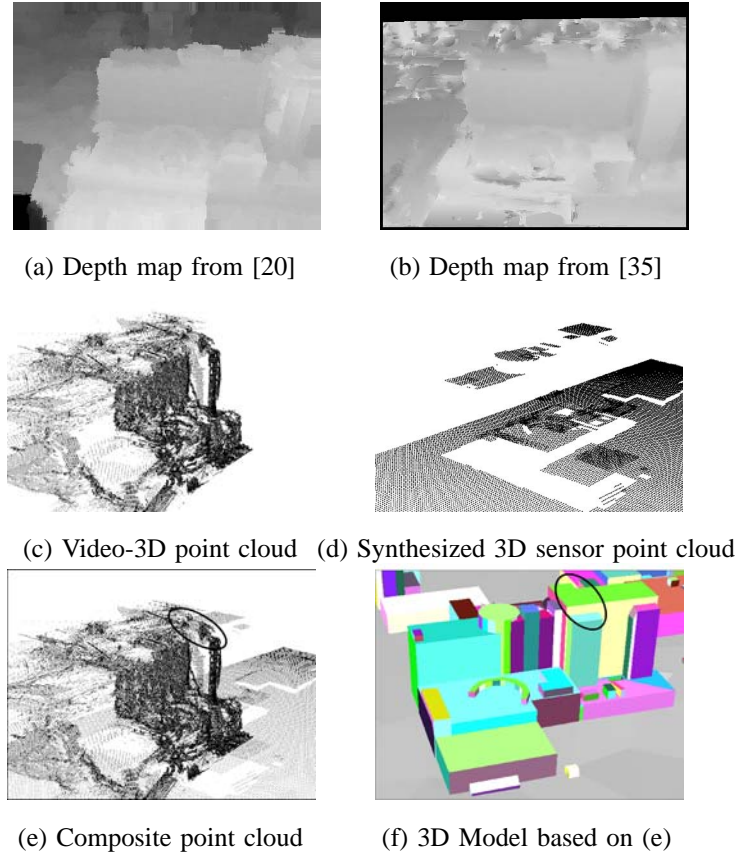 (a) Depth map from [20]
(b) Depth map from [35]
(c) Video-3D point cloud
(d) Synthesized 3D sensor point cloud
(e) Composite point cloud
(f) 3D Model based on (e)